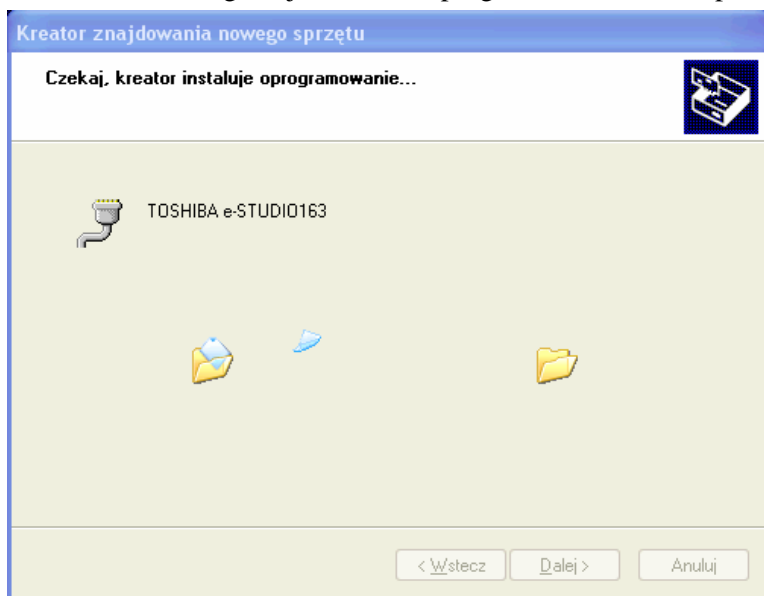 Kreator znajdowania nowego sprzętu
Czekaj, kreator instaluje oprogramowanie...
TOSHIBA e-STUDIO163
< Wstecz Dalej > Anuluj